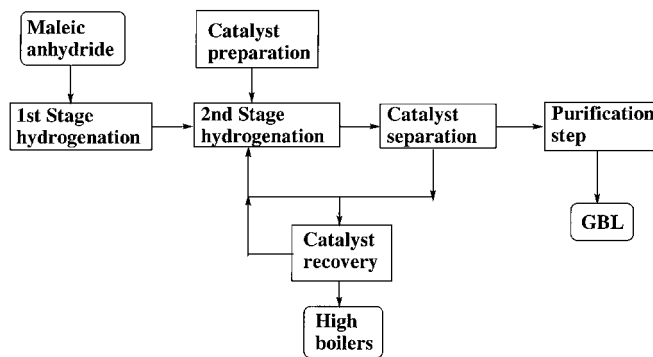 Maleic
anhydride
Catalyst
preparation
1st Stage
hydrogenation
2nd Stage
hydrogenation
Catalyst
separation
Purification
step
GBL
Catalyst
recovery
High
boilers